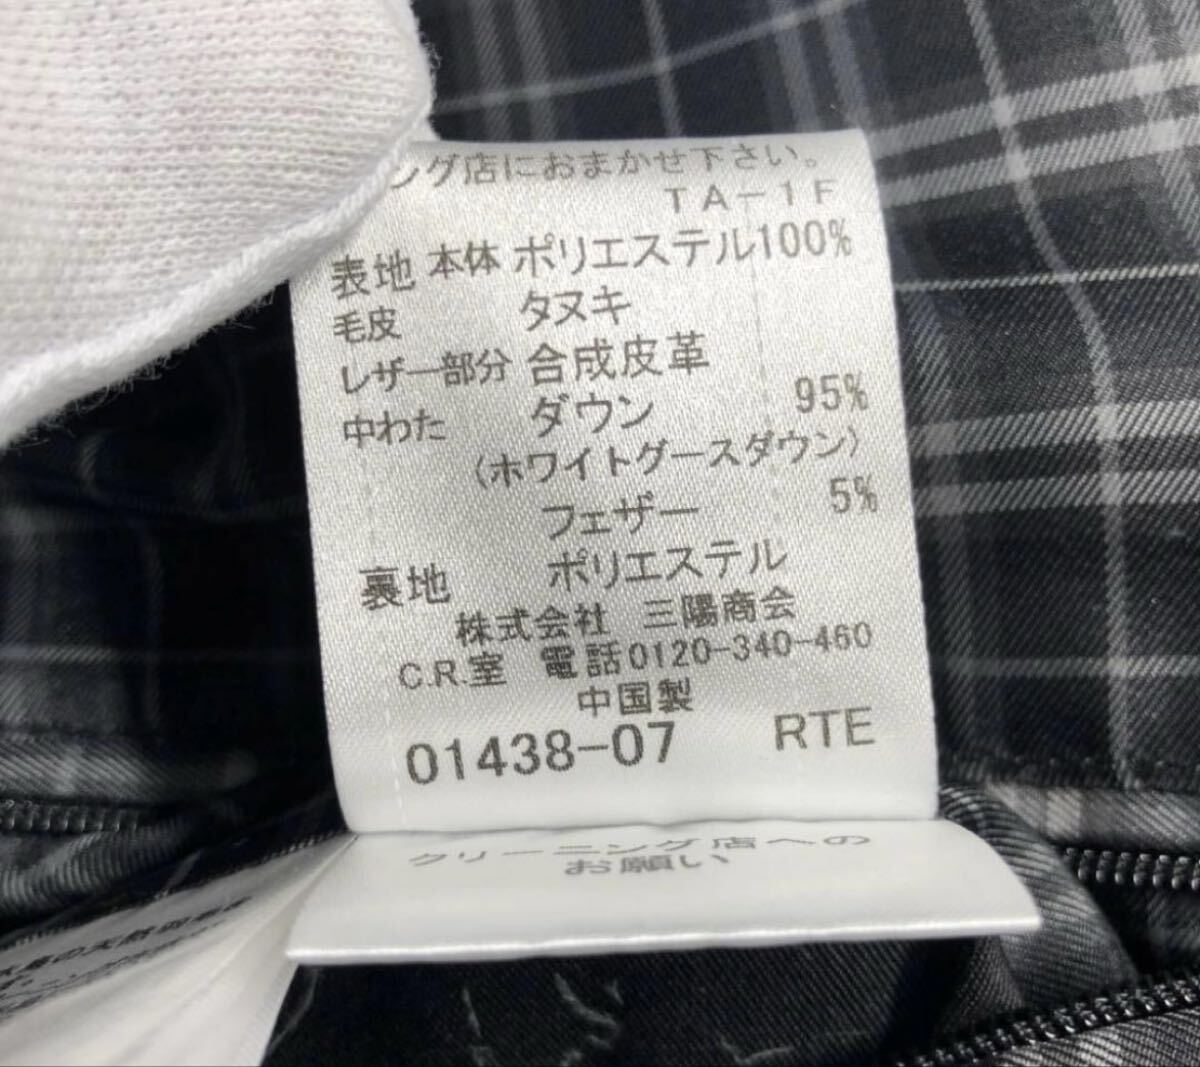 ング店におまかせ下さい。
TA-1F
表地 本体 ポリエステル100%
毛皮 タヌキ
レザー部分 合成皮革
中わた ダウン 95%
(ホワイトグースダウン)
フェザー 5%
裏地 ポリエステル
株式会社 三陽商会
C.R.室 電話0120-340-460
中国製
01438-07 RTE
クリーニング店への
お願い